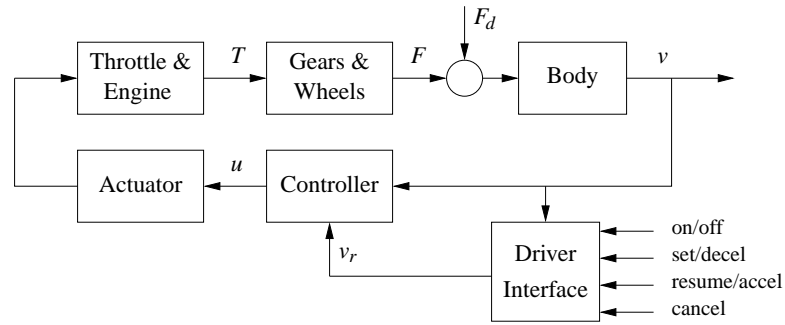 F_d
Throttle &
Engine
T
Gears &
Wheels
F
Body
v
Actuator
u
Controller
v_r
Driver
Interface
on/off
set/decel
resume/accel
cancel